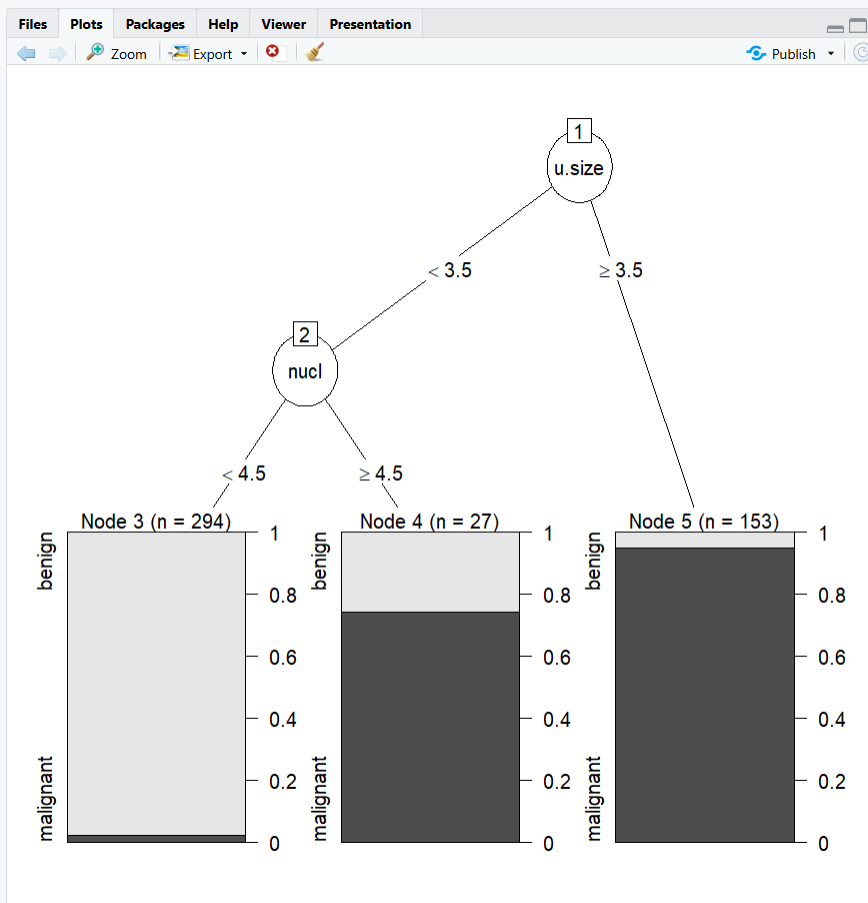 Files Plots Packages Help Viewer Presentation
Zoom Export Publish
1
u.size
< 3.5 ≥ 3.5
2
nucl
< 4.5 ≥ 4.5
Node 3 (n = 294) Node 4 (n = 27) Node 5 (n = 153)
benign 1 benign 1 benign 1
0.8 0.8 0.8
0.6 0.6 0.6
0.4 0.4 0.4
malignant 0.2 malignant 0.2 malignant 0.2
0 0 0